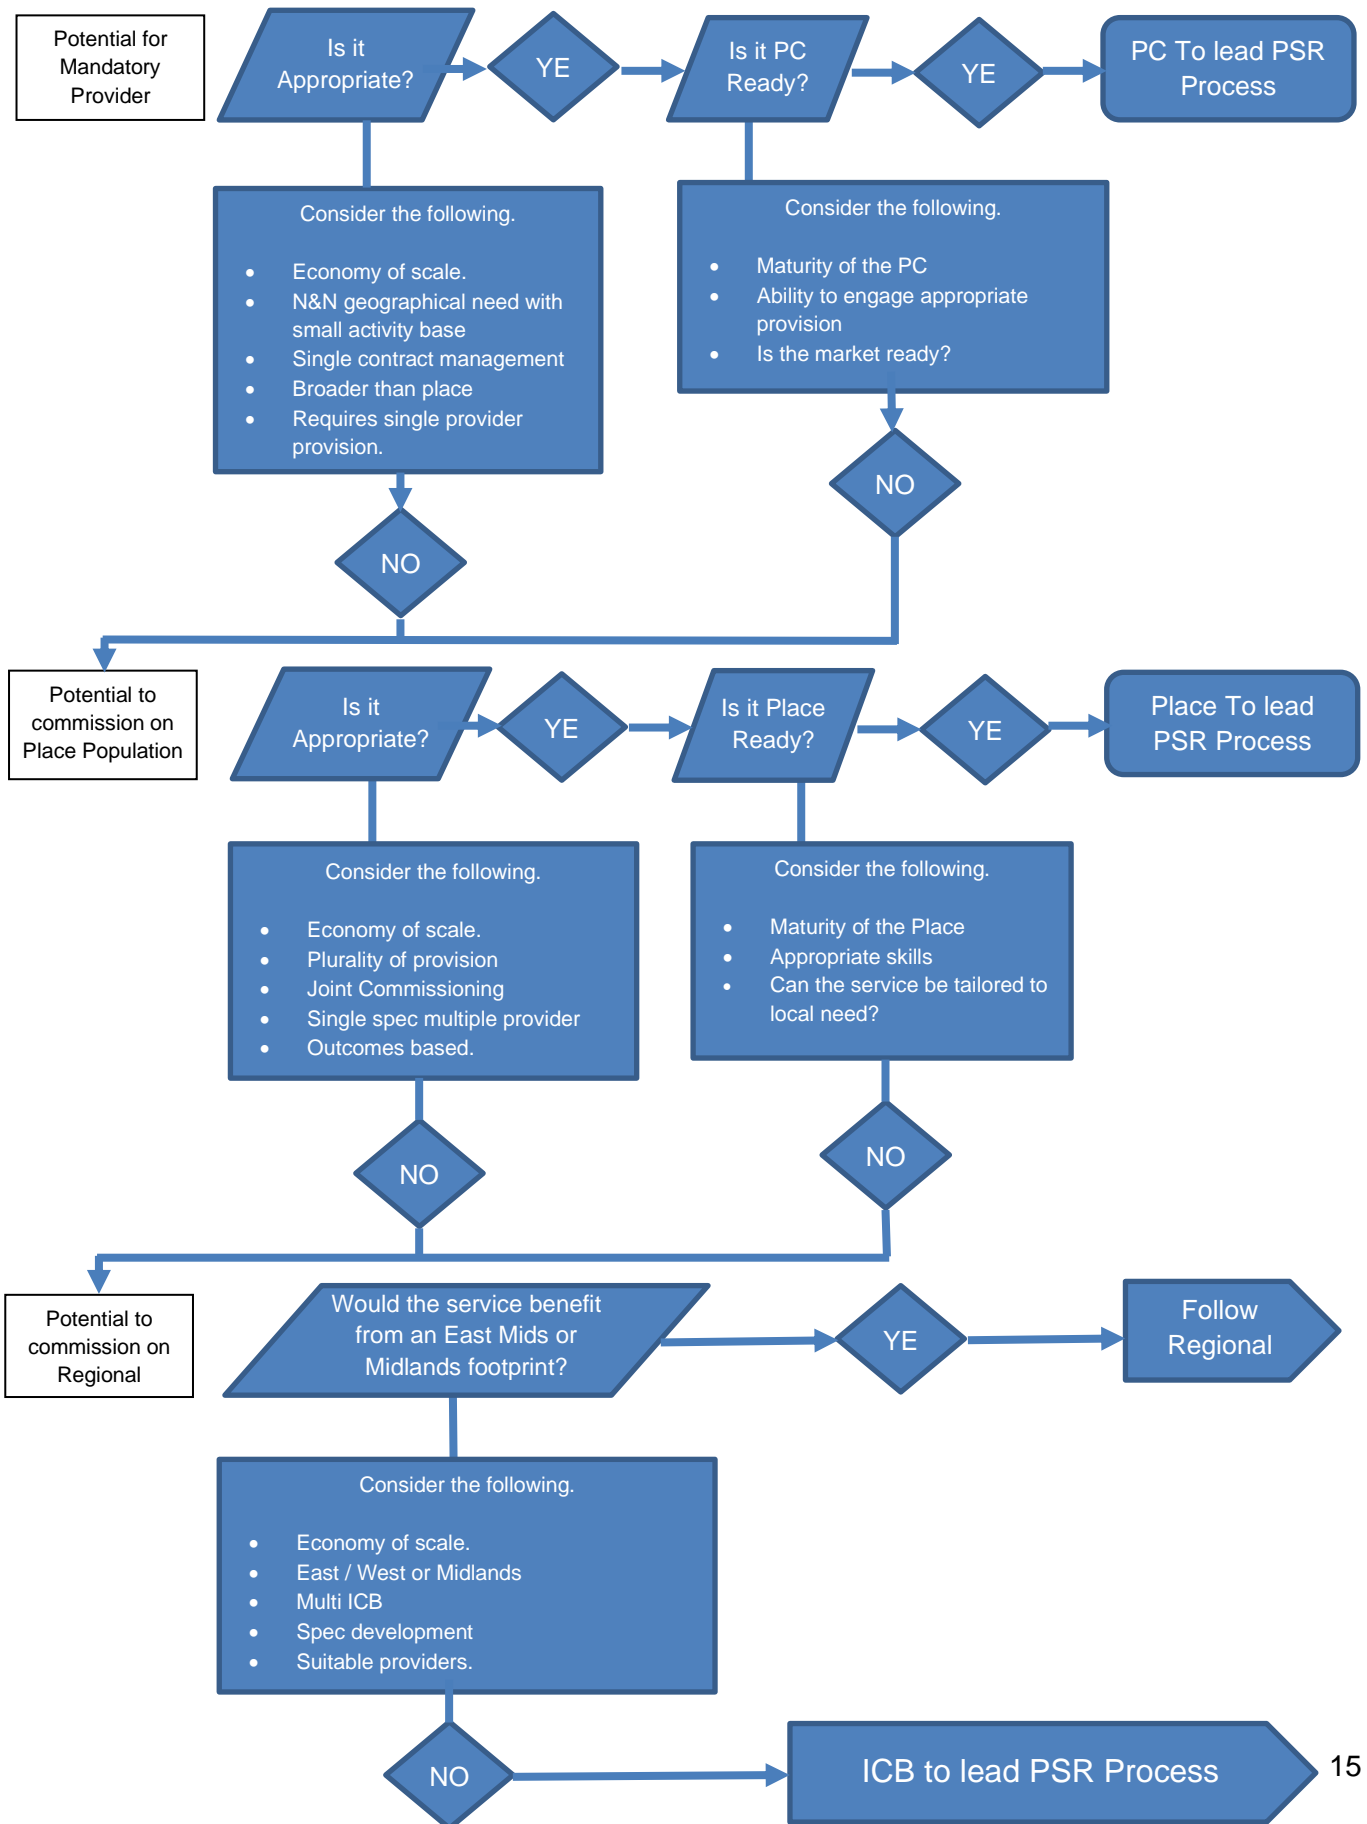 Potential for
Mandatory
Provider
Is it
Appropriate?
YE
Is it PC
Ready?
YE
PC To lead PSR
Process
Consider the following.
• Economy of scale.
• N&N geographical need with
small activity base
• Single contract management
• Broader than place
• Requires single provider
provision.
Consider the following.
• Maturity of the PC
• Ability to engage appropriate
provision
• Is the market ready?
NO
NO
Potential to
commission on
Place Population
Is it
Appropriate?
YE
Is it Place
Ready?
YE
Place To lead
PSR Process
Consider the following.
• Economy of scale.
• Plurality of provision
• Joint Commissioning
• Single spec multiple provider
• Outcomes based.
Consider the following.
• Maturity of the Place
• Appropriate skills
• Can the service be tailored to
local need?
NO
NO
Potential to
commission on
Regional
Would the service benefit
from an East Mids or
Midlands footprint?
YE
Follow
Regional
Consider the following.
• Economy of scale.
• East / West or Midlands
• Multi ICB
• Spec development
• Suitable providers.
NO
ICB to lead PSR Process
15